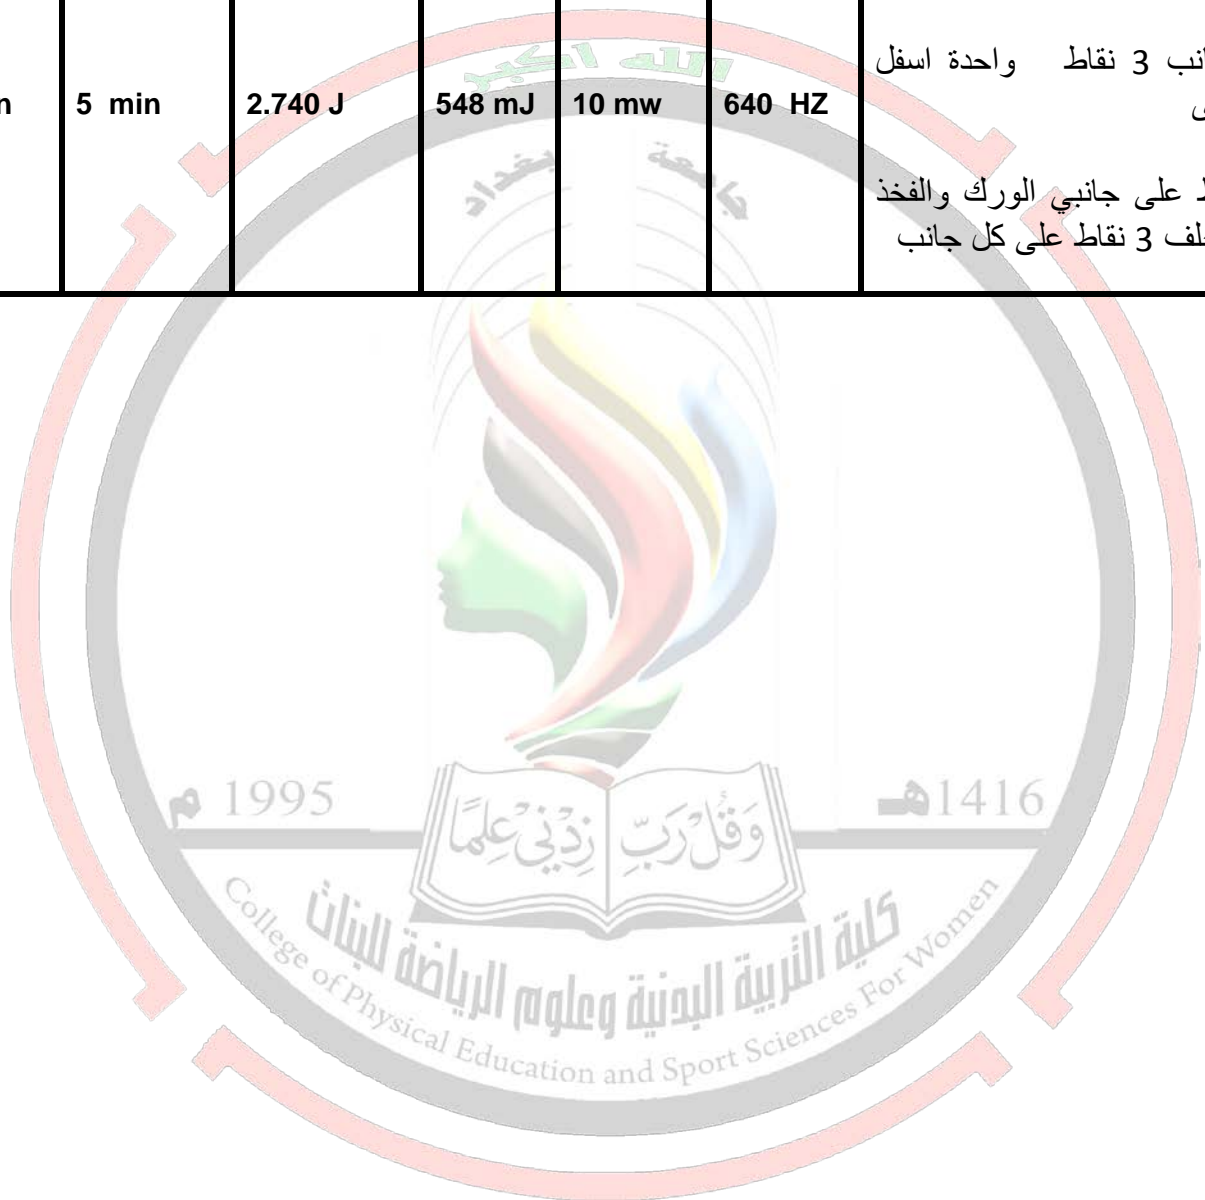 5 min
2.740 J
548 mJ
10 mw
640 HZ
3 نقاط واحدة اسفل
على جانبي الورك والفخذ
3 نقاط على كل جانب
الله اكبر
جامعة بغداد
1995 م
1416هـ
وَقُلْ رَبِّ زِدْنِي عِلْمًا
كلية التربية البدنية وعلوم الرياضة للبنات
College of Physical Education and Sport Sciences For Women